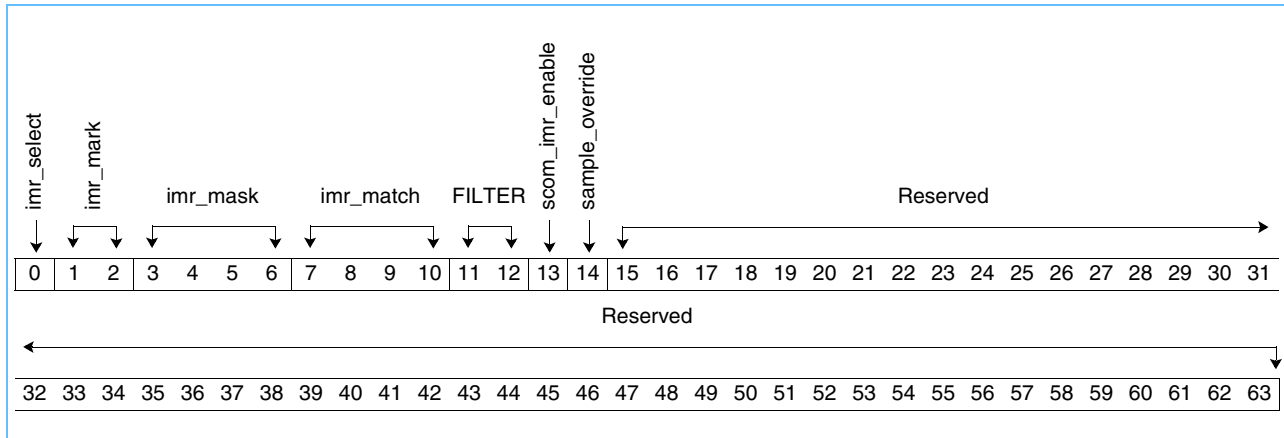 imr_select
imr_mark
imr_mask
imr_match
FILTER
scom_imr_enable
sample_override
Reserved
0 1 2 3 4 5 6 7 8 9 10 11 12 13 14 15 16 17 18 19 20 21 22 23 24 25 26 27 28 29 30 31
Reserved
32 33 34 35 36 37 38 39 40 41 42 43 44 45 46 47 48 49 50 51 52 53 54 55 56 57 58 59 60 61 62 63